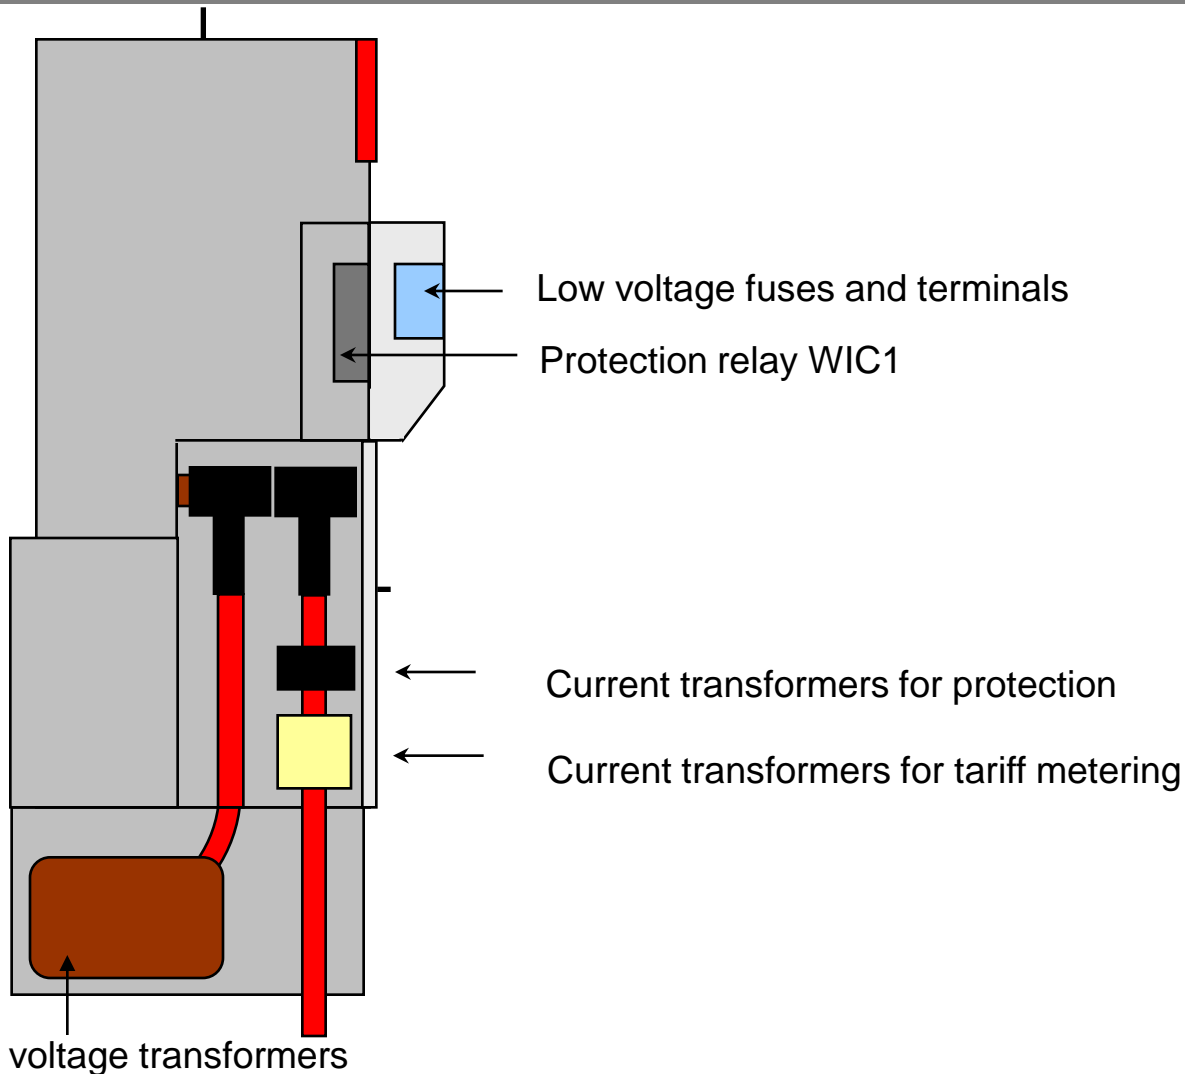 Low voltage fuses and terminals
Protection relay WIC1
Current transformers for protection
Current transformers for tariff metering
voltage transformers